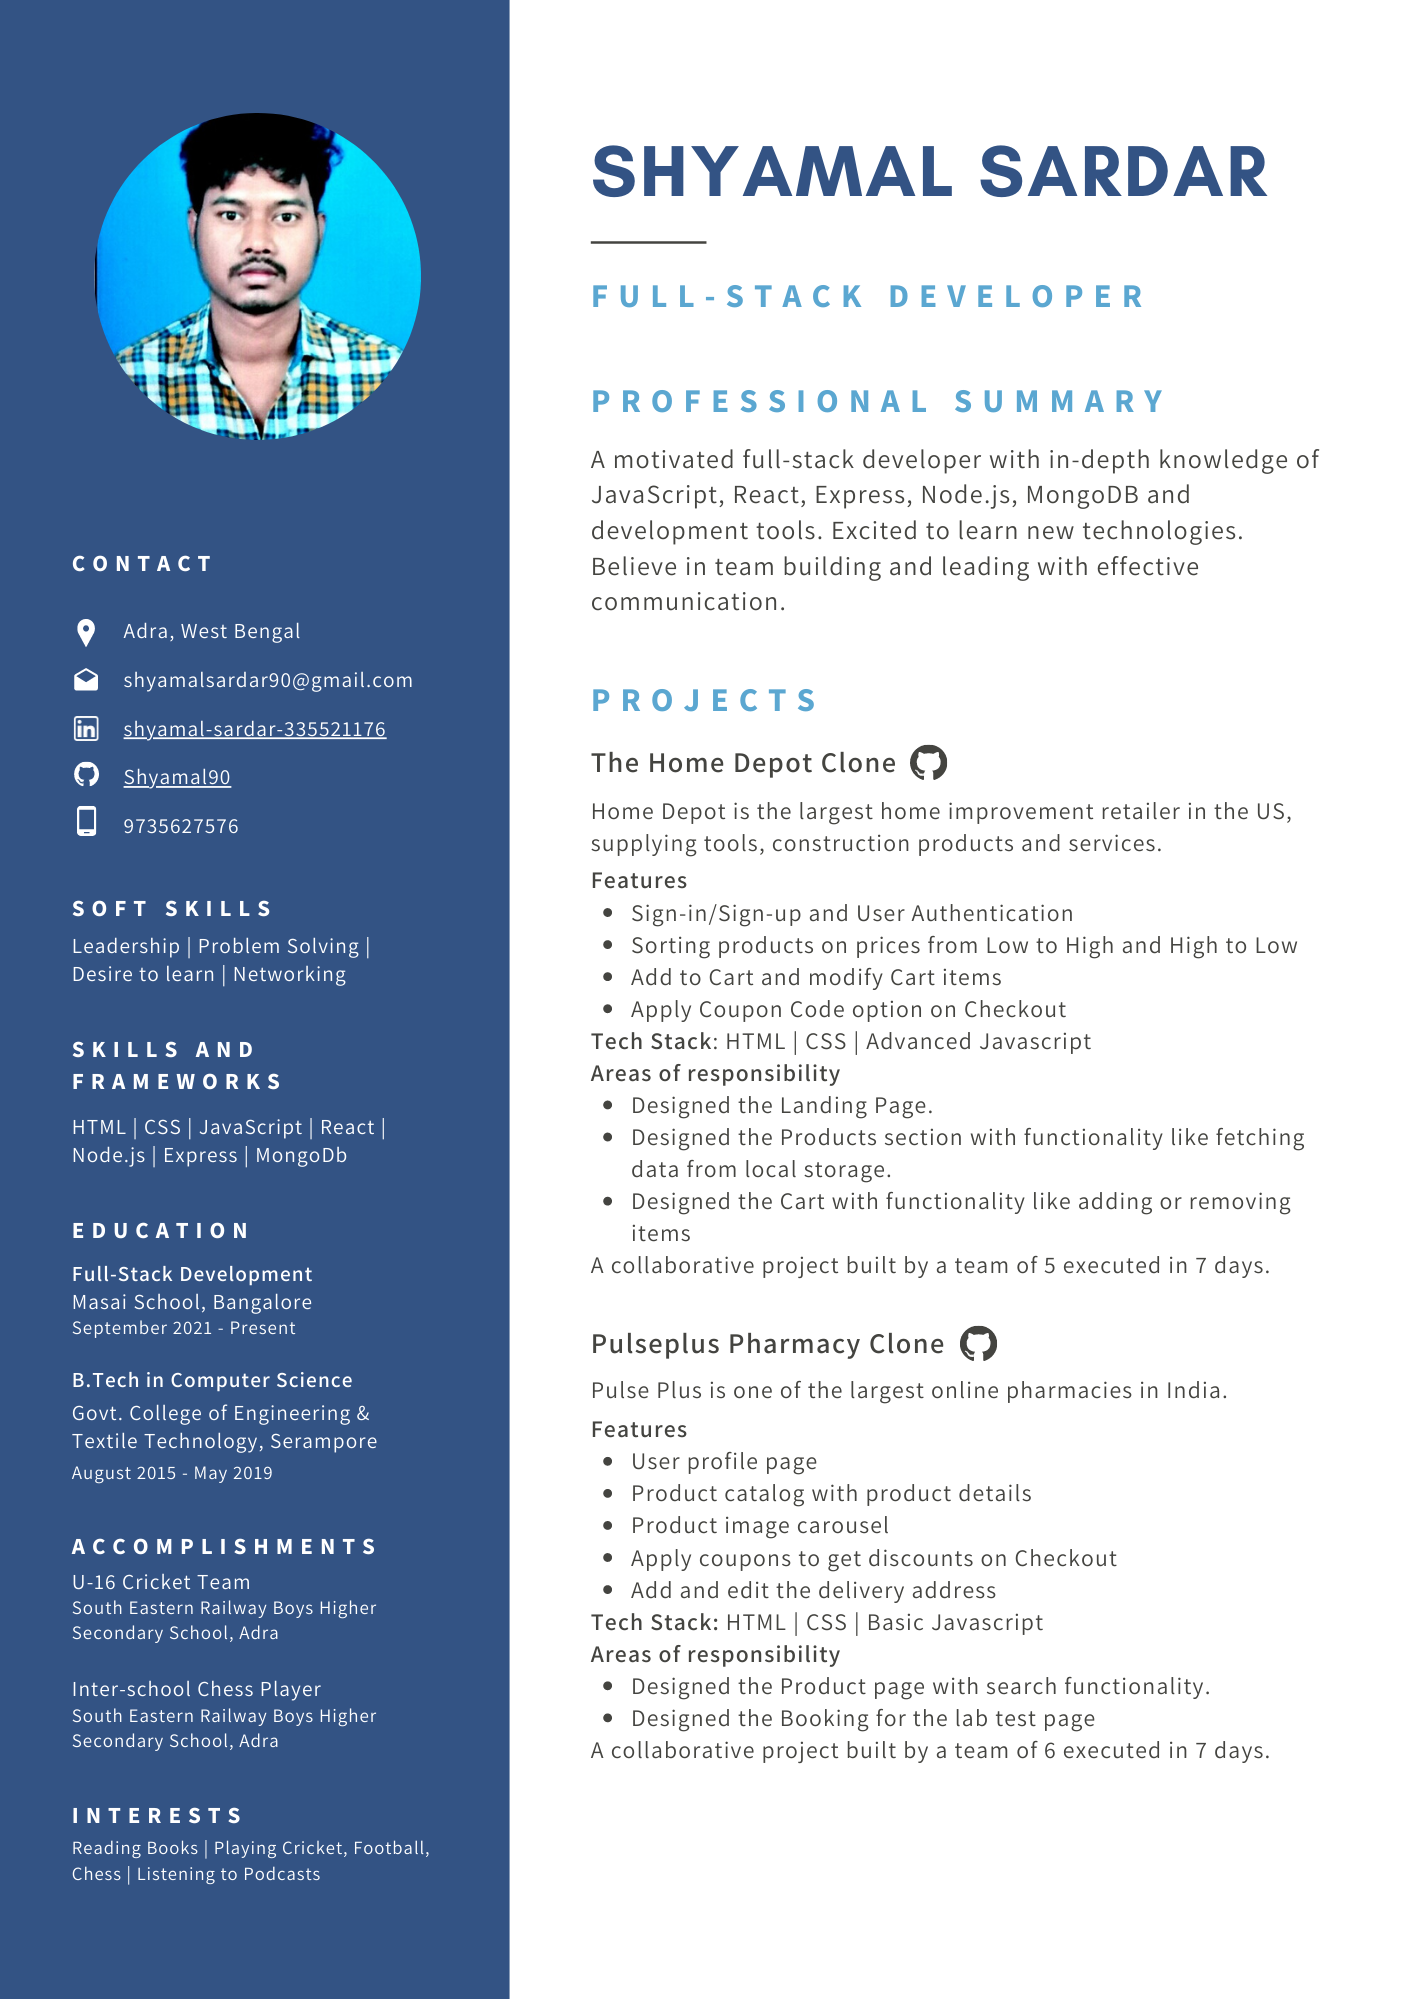 SHYAMAL SARDAR
FULL-STACK DEVELOPER
PROFESSIONAL SUMMARY
A motivated full-stack developer with in-depth knowledge of
JavaScript, React, Express, Node.js, MongoDB and
development tools. Excited to learn new technologies.
Believe in team building and leading with effective
communication.
PROJECTS
The Home Depot Clone
Home Depot is the largest home improvement retailer in the US,
supplying tools, construction products and services.
Features
• Sign-in/Sign-up and User Authentication
• Sorting products on prices from Low to High and High to Low
• Add to Cart and modify Cart items
• Apply Coupon Code option on Checkout
Tech Stack: HTML | CSS | Advanced Javascript
Areas of responsibility
• Designed the Landing Page.
• Designed the Products section with functionality like fetching
data from local storage.
• Designed the Cart with functionality like adding or removing
items
A collaborative project built by a team of 5 executed in 7 days.
Pulseplus Pharmacy Clone
Pulse Plus is one of the largest online pharmacies in India.
Features
• User profile page
• Product catalog with product details
• Product image carousel
• Apply coupons to get discounts on Checkout
• Add and edit the delivery address
Tech Stack: HTML | CSS | Basic Javascript
Areas of responsibility
• Designed the Product page with search functionality.
• Designed the Booking for the lab test page
A collaborative project built by a team of 6 executed in 7 days.
CONTACT
Adra, West Bengal
shyamalsardar90@gmail.com
in
shyamal-sardar-335521176
Shyamal90
9735627576
SOFT SKILLS
Leadership | Problem Solving |
Desire to learn | Networking
SKILLS AND
FRAMEWORKS
HTML | CSS | JavaScript | React |
Node.js | Express | MongoDb
EDUCATION
Full-Stack Development
Masai School, Bangalore
September 2021 - Present
B.Tech in Computer Science
Govt. College of Engineering &
Textile Technology, Serampore
August 2015 - May 2019
ACCOMPLISHMENTS
U-16 Cricket Team
South Eastern Railway Boys Higher
Secondary School, Adra
Inter-school Chess Player
South Eastern Railway Boys Higher
Secondary School, Adra
INTERESTS
Reading Books | Playing Cricket, Football,
Chess | Listening to Podcasts